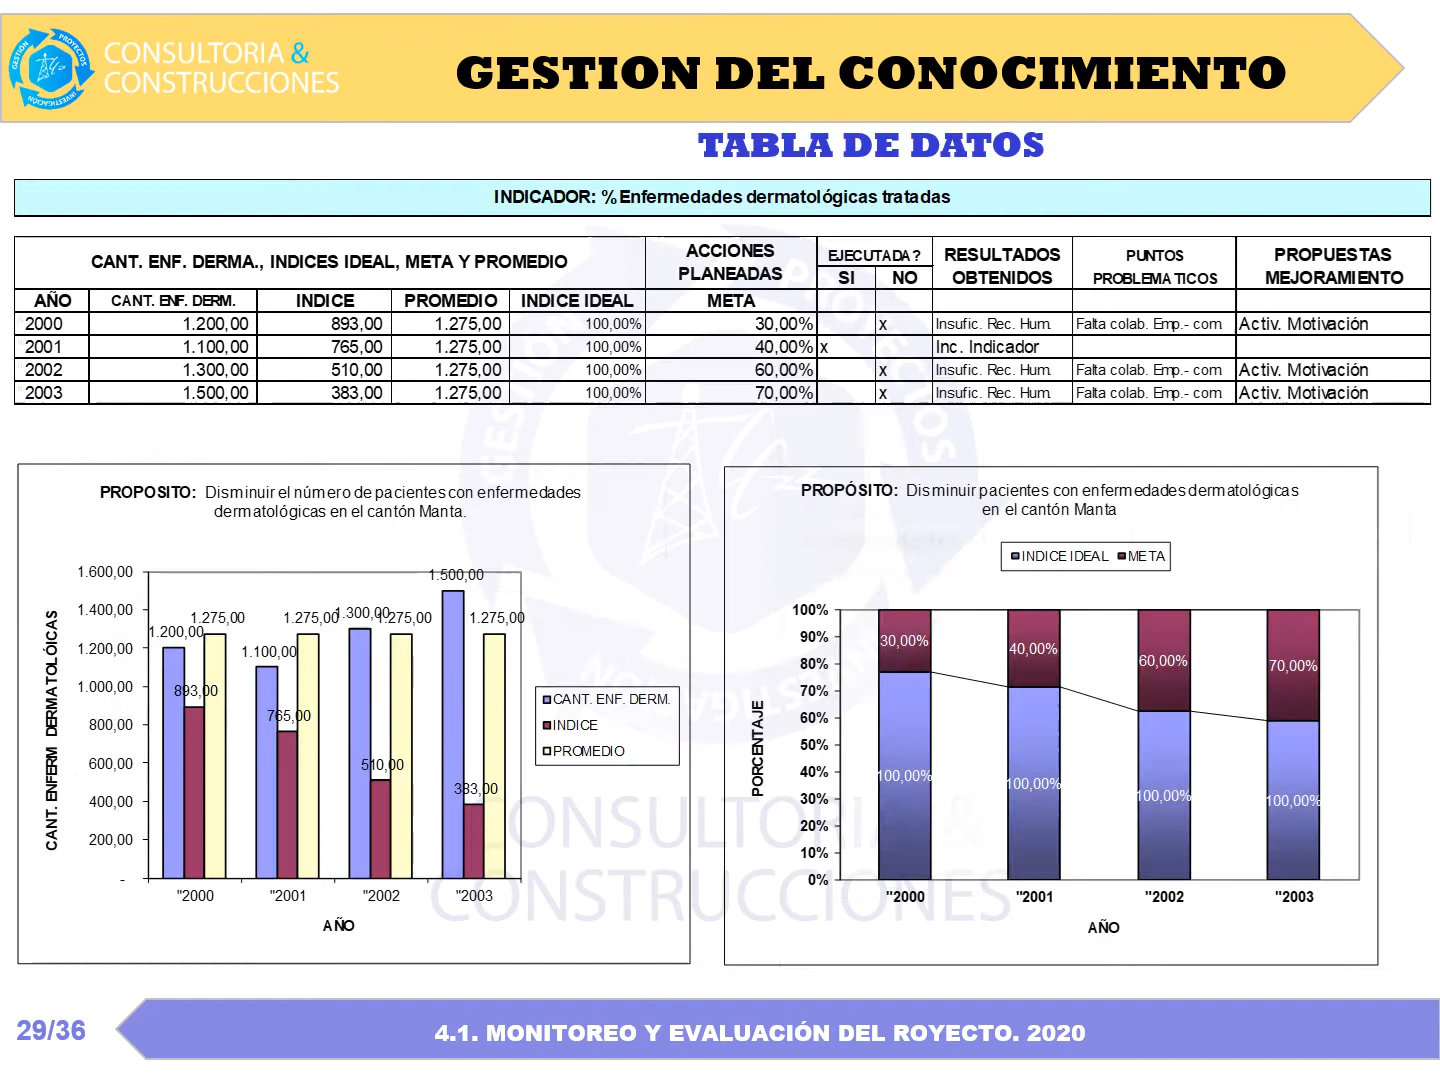 GESTIÓN
PROYECTOS
INVESTIGACIÓN
CONSULTORIA &
CONSTRUCCIONES
GESTION DEL CONOCIMIENTO
TABLA DE DATOS
INDICADOR: % Enfermedades dermatológicas tratadas
CANT. ENF. DERMA., INDICES IDEAL, META Y PROMEDIO
ACCIONES
PLANEADAS
EJECUTADA?
SI NO
RESULTADOS
OBTENIDOS
PUNTOS
PROBLEMATICOS
PROPUESTAS
MEJORAMIENTO
AÑO CANT. ENF. DERM. INDICE PROMEDIO INDICE IDEAL META
2000 1.200,00 893,00 1.275,00 100,00% 30,00% x Insufic. Rec. Hum. Falta colab. Emp.- com. Activ. Motivación
2001 1.100,00 765,00 1.275,00 100,00% 40,00% x Inc. Indicador
2002 1.300,00 510,00 1.275,00 100,00% 60,00% x Insufic. Rec. Hum. Falta colab. Emp.- com. Activ. Motivación
2003 1.500,00 383,00 1.275,00 100,00% 70,00% x Insufic. Rec. Hum. Falta colab. Emp.- com. Activ. Motivación
PROPOSITO: Disminuir el número de pacientes con enfermedades
dermatológicas en el cantón Manta.
CANT. ENFERM DERMATOLÓICAS
1.600,00
1.400,00
1.200,00
1.000,00
800,00
600,00
400,00
200,00
-
1.200,00
893,00
1.275,00
1.100,00
765,00
1.275,00
1.300,00
510,00
1.275,00
1.500,00
383,00
1.275,00
"2000 "2001 "2002 "2003
AÑO
CANT. ENF. DERM.
INDICE
PROMEDIO
PROPÓSITO: Disminuir pacientes con enfermedades dermatológicas
en el cantón Manta
INDICE IDEAL META
PORCENTAJE
100%
90%
80%
70%
60%
50%
40%
30%
20%
10%
0%
30,00%
40,00%
60,00%
70,00%
100,00%
100,00%
100,00%
100,00%
"2000 "2001 "2002 "2003
AÑO
GESTIÓN
PROYECTOS
INVESTIGACIÓN
CONSULTORIA &
CONSTRUCCIONES
29/36
4.1. MONITOREO Y EVALUACIÓN DEL ROYECTO. 2020